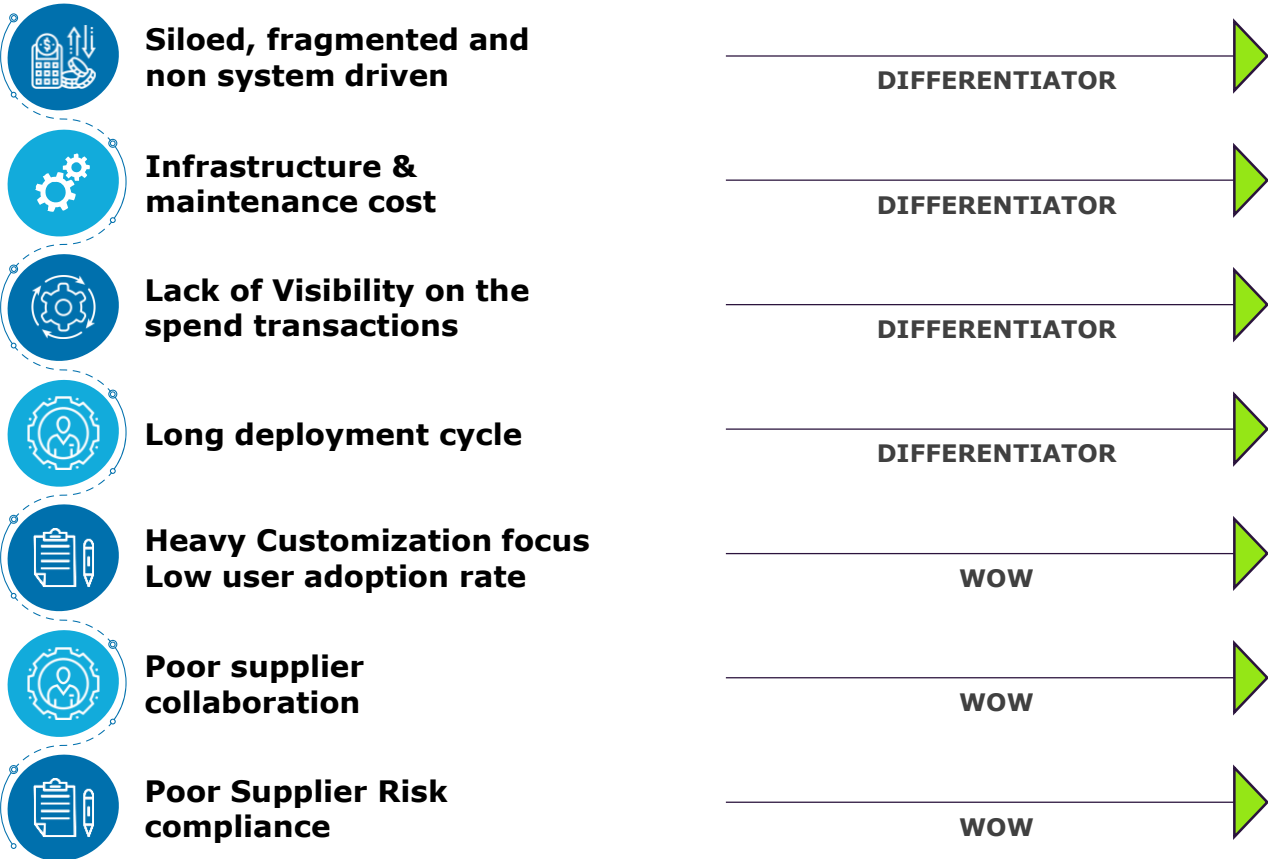 Siloed, fragmented and
non system driven
DIFFERENTIATOR
Infrastructure &
maintenance cost
DIFFERENTIATOR
Lack of Visibility on the
spend transactions
DIFFERENTIATOR
Long deployment cycle
DIFFERENTIATOR
Heavy Customization focus
Low user adoption rate
WOW
Poor supplier
collaboration
WOW
Poor Supplier Risk
compliance
WOW